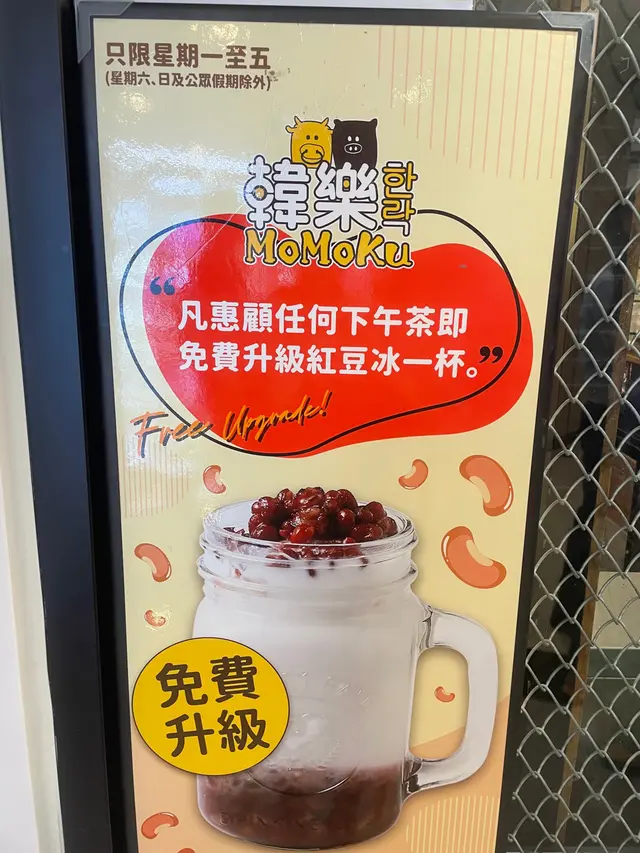 只限星期一至五
(星期六、日及公眾假期除外)
韓樂 한락
MoMoKu
“凡惠顧任何下午茶即
免費升級紅豆冰一杯。”
Free Upgrade!
免費
升級